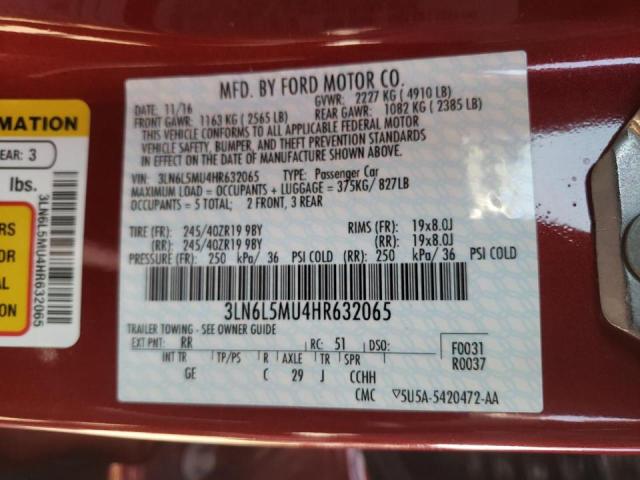 MFD. BY FORD MOTOR CO.
DATE: 11/16 GVWR: 2227 KG ( 4910 LB)
FRONT GAWR: 1163 KG ( 2565 LB) REAR GAWR: 1082 KG ( 2385 LB)
THIS VEHICLE CONFORMS TO ALL APPLICABLE FEDERAL MOTOR
VEHICLE SAFETY, BUMPER, AND THEFT PREVENTION STANDARDS
IN EFFECT ON THE DATE OF MANUFACTURE SHOWN ABOVE.
VIN: 3LN6L5MU4HR632065 TYPE: Passenger Car
MAXIMUM LOAD = OCCUPANTS + LUGGAGE = 375KG/ 827LB
OCCUPANTS = 5 TOTAL: 2 FRONT, 3 REAR
TIRE (FR): 245/40ZR19 98Y RIMS (FR): 19x8.0J
(RR): 245/40ZR19 98Y (RR): 19x8.0J
PRESSURE (FR): 250 kPa/ 36 PSI COLD (RR): 250 kPa/ 36 PSI COLD
3LN6L5MU4HR632065
TRAILER TOWING - SEE OWNER GUIDE
EXT PNT: RR RC: 51 DSO: F0031
INT TR TP/PS R AXLE TR SPR R0037
GE C 29 J CCHH
CMC ▽5U5A-5420472-AA
RMATION
EAR: 3
lbs.
ERS
3LN6L5MU4HR632065